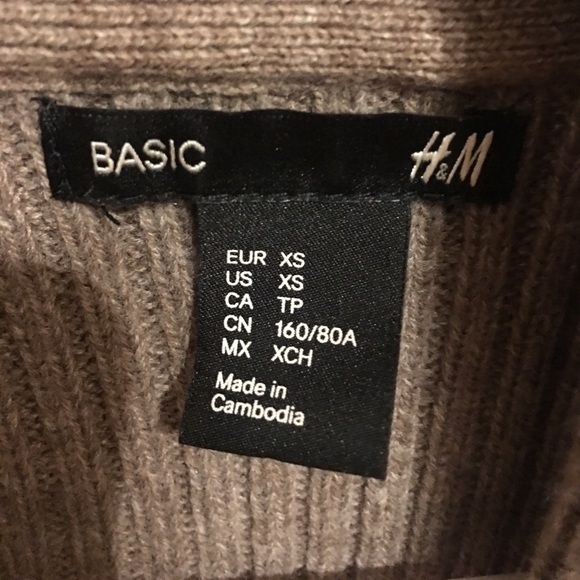 BASIC H&M
EUR XS
US XS
CA TP
CN 160/80A
MX XCH
Made in
Cambodia